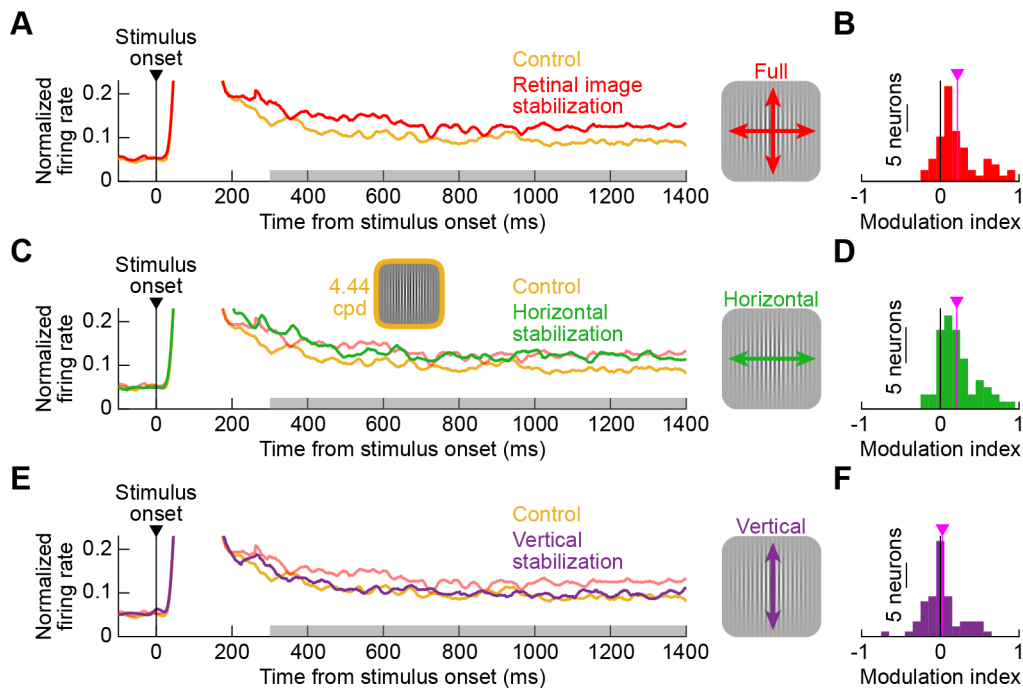 A
Stimulus
onset
Control
Retinal image
stabilization
Full
Normalized
firing rate
0.2
0.1
0
0
200
400
600
800
1000
1200
1400
Time from stimulus onset (ms)
B
5 neurons
-1
0
1
Modulation index
C
Stimulus
onset
4.44
cpd
Control
Horizontal
stabilization
Horizontal
Normalized
firing rate
0.2
0.1
0
0
200
400
600
800
1000
1200
1400
Time from stimulus onset (ms)
D
5 neurons
-1
0
1
Modulation index
E
Stimulus
onset
Control
Vertical
stabilization
Vertical
Normalized
firing rate
0.2
0.1
0
0
200
400
600
800
1000
1200
1400
Time from stimulus onset (ms)
F
5 neurons
-1
0
1
Modulation index